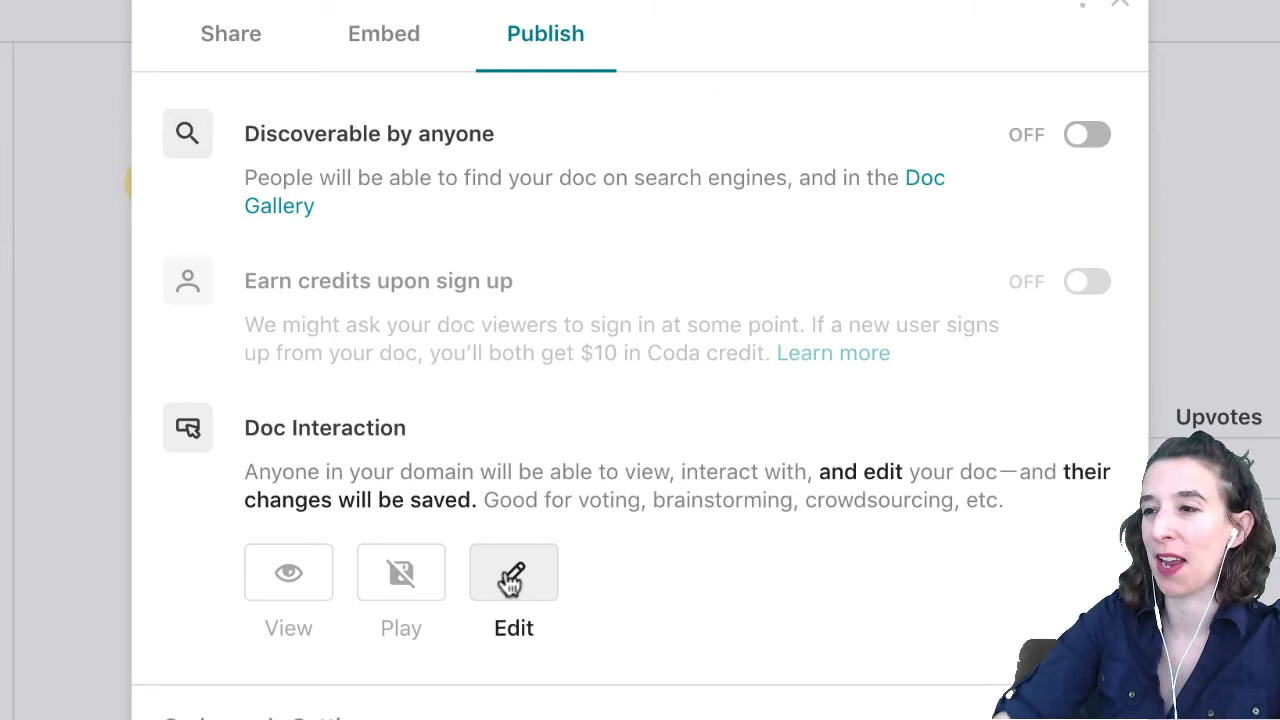 Share Embed Publish
Discoverable by anyone OFF
People will be able to find your doc on search engines, and in the Doc
Gallery
Earn credits upon sign up OFF
We might ask your doc viewers to sign in at some point. If a new user signs
up from your doc, you’ll both get $10 in Coda credit. Learn more
Doc Interaction
Upvotes
Anyone in your domain will be able to view, interact with, and edit your doc—and their
changes will be saved. Good for voting, brainstorming, crowdsourcing, etc.
View Play Edit